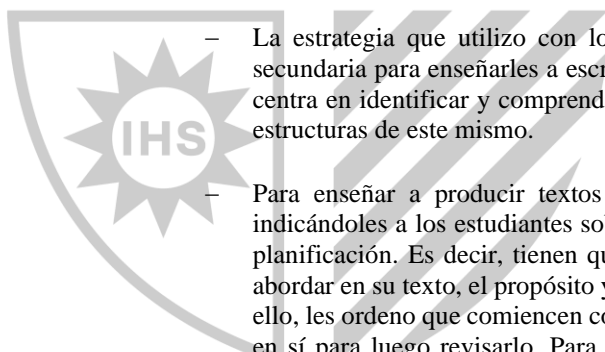 – La estrategia que utilizo con lo
secundaria para enseñarles a escr
centra en identificar y comprend
estructuras de este mismo.
– Para enseñar a producir textos
indicándoles a los estudiantes sob
planificación. Es decir, tienen qu
abordar en su texto, el propósito y
ello, les ordeno que comiencen co
en sí para luego revisarlo. Para
IHS